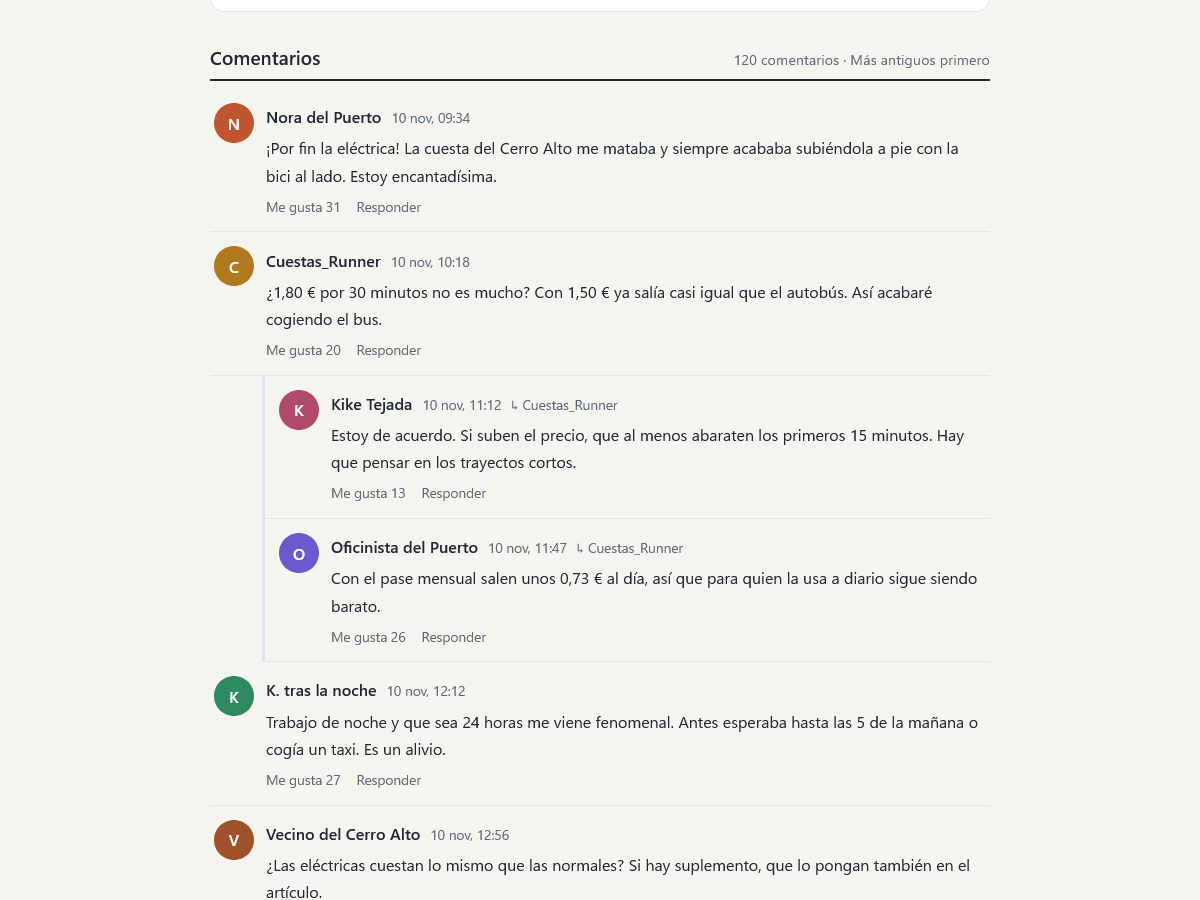 Comentarios
120 comentarios · Más antiguos primero
N
Nora del Puerto 10 nov, 09:34
¡Por fin la eléctrica! La cuesta del Cerro Alto me mataba y siempre acababa subiéndola a pie con la
bici al lado. Estoy encantadísima.
Me gusta 31 Responder
C
Cuestas_Runner 10 nov, 10:18
¿1,80 € por 30 minutos no es mucho? Con 1,50 € ya salía casi igual que el autobús. Así acabaré
cogiendo el bus.
Me gusta 20 Responder
K
Kike Tejada 10 nov, 11:12 ↳ Cuestas_Runner
Estoy de acuerdo. Si suben el precio, que al menos abaraten los primeros 15 minutos. Hay
que pensar en los trayectos cortos.
Me gusta 13 Responder
O
Oficinista del Puerto 10 nov, 11:47 ↳ Cuestas_Runner
Con el pase mensual salen unos 0,73 € al día, así que para quien la usa a diario sigue siendo
barato.
Me gusta 26 Responder
K
K. tras la noche 10 nov, 12:12
Trabajo de noche y que sea 24 horas me viene fenomenal. Antes esperaba hasta las 5 de la mañana o
cogía un taxi. Es un alivio.
Me gusta 27 Responder
V
Vecino del Cerro Alto 10 nov, 12:56
¿Las eléctricas cuestan lo mismo que las normales? Si hay suplemento, que lo pongan también en el
artículo.